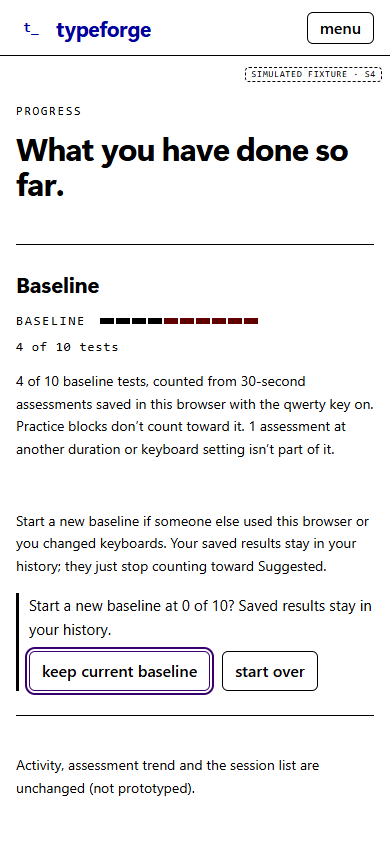 t_ typeforge menu
SIMULATED FIXTURE · S4
PROGRESS
What you have done so
far.
Baseline
BASELINE
4 of 10 tests
4 of 10 baseline tests, counted from 30-second
assessments saved in this browser with the qwerty key on.
Practice blocks don’t count toward it. 1 assessment at
another duration or keyboard setting isn’t part of it.
Start a new baseline if someone else used this browser or
you changed keyboards. Your saved results stay in your
history; they just stop counting toward Suggested.
Start a new baseline at 0 of 10? Saved results stay in
your history.
keep current baseline start over
Activity, assessment trend and the session list are
unchanged (not prototyped).